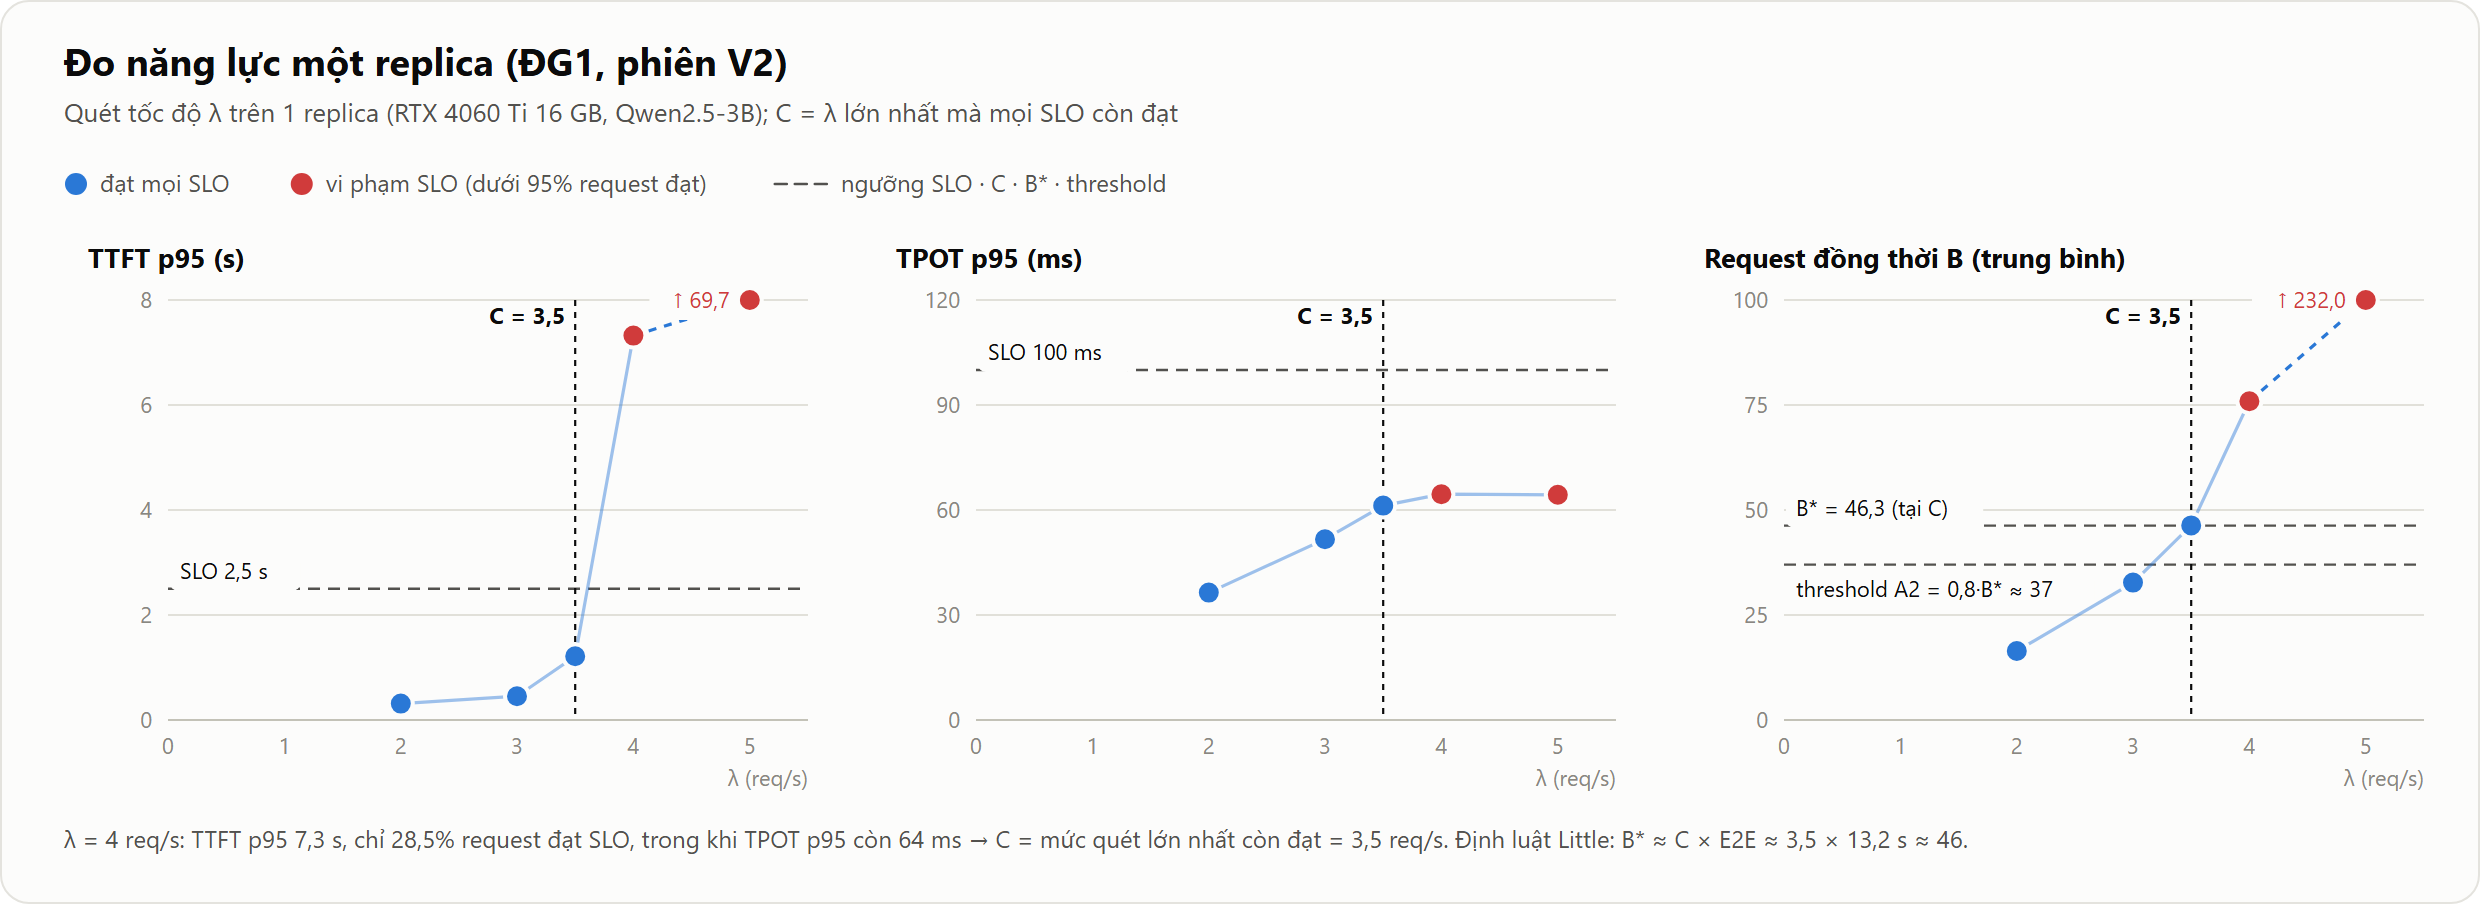 Đo năng lực một replica (ĐG1, phiên V2)
Quét tốc độ λ trên 1 replica (RTX 4060 Ti 16 GB, Qwen2.5-3B); C = λ lớn nhất mà mọi SLO còn đạt
đạt mọi SLO
vi phạm SLO (dưới 95% request đạt)
ngưỡng SLO · C · B* · threshold
TTFT p95 (s)
8
6
4
2
0
↑ 69,7
C = 3,5
SLO 2,5 s
0 1 2 3 4 5
λ (req/s)
TPOT p95 (ms)
120
90
60
30
0
C = 3,5
SLO 100 ms
0 1 2 3 4 5
λ (req/s)
Request đồng thời B (trung bình)
100
75
50
25
0
↑ 232,0
C = 3,5
B* = 46,3 (tại C)
threshold A2 = 0,8·B* ≈ 37
0 1 2 3 4 5
λ (req/s)
λ = 4 req/s: TTFT p95 7,3 s, chỉ 28,5% request đạt SLO, trong khi TPOT p95 còn 64 ms → C = mức quét lớn nhất còn đạt = 3,5 req/s. Định luật Little: B* ≈ C × E2E ≈ 3,5 × 13,2 s ≈ 46.